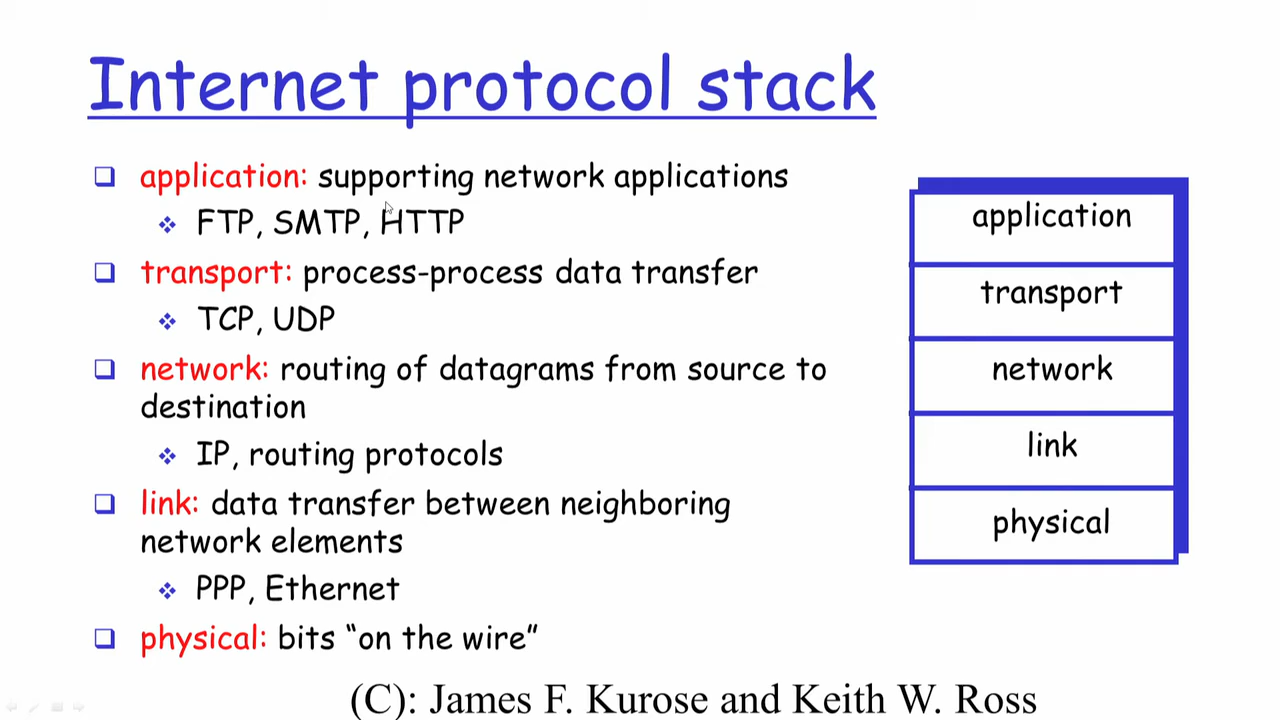 Internet protocol stack
application: supporting network applications
FTP, SMTP, HTTP
transport: process-process data transfer
TCP, UDP
network: routing of datagrams from source to
destination
IP, routing protocols
link: data transfer between neighboring
network elements
PPP, Ethernet
physical: bits “on the wire”
application
transport
network
link
physical
(C): James F. Kurose and Keith W. Ross